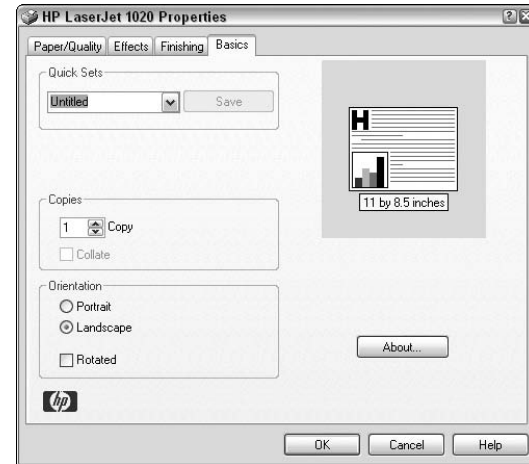 HP LaserJet 1020 Properties
Paper/Quality Effects Finishing Basics
Quick Sets
Untitled Save
H
11 by 8.5 inches
Copies
1 Copy
Collate
Orientation
Portrait
Landscape
Rotated
About...
hp
OK Cancel Help